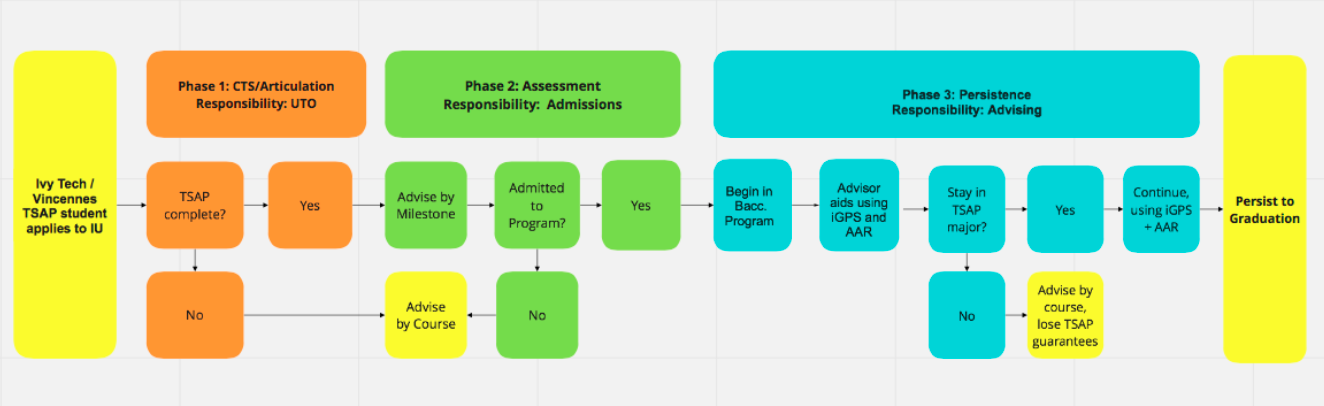 Ivy Tech /
Vincennes
TSAP student
applies to IU
Phase 1: CTS/Articulation
Responsibility: UTO
TSAP
complete?
Yes
No
Phase 2: Assessment
Responsibility:  Admissions
Advise by
Milestone
Admitted
to
Program?
Yes
Advise
by Course
No
Phase 3: Persistence
Responsibility: Advising
Begin in
Bacc.
Program
Advisor
aids using
iGPS and
AAR
Stay in
TSAP
major?
Yes
Continue,
using iGPS
+ AAR
No
Advise by
course,
lose TSAP
guarantees
Persist to
Graduation